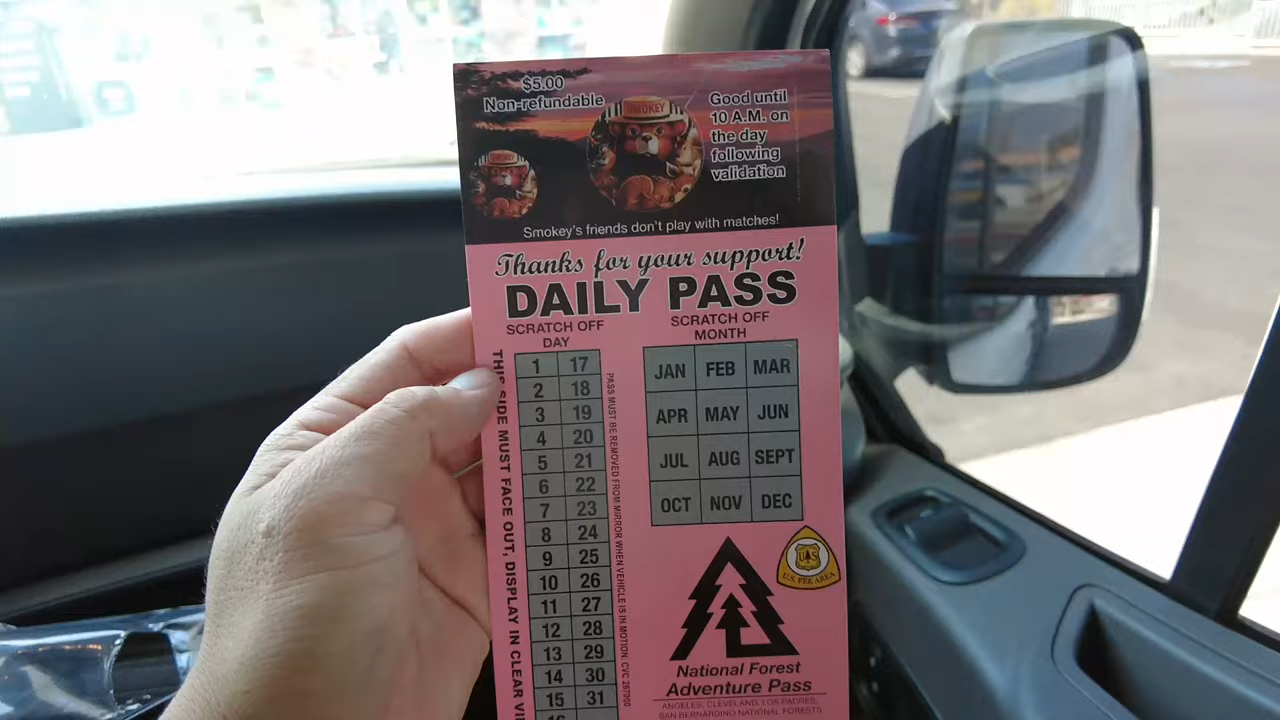 $5.00
Non-refundable
SMOKEY
SMOKEY
Good until
10 A.M. on
the day
following
validation
Smokey's friends don't play with matches!
Thanks for your support!
DAILY PASS
SCRATCH OFF
DAY
SCRATCH OFF
MONTH
THIS SIDE MUST FACE OUT, DISPLAY IN CLEAR
1 17
2 18
3 19
4 20
5 21
6 22
7 23
8 24
9 25
10 26
11 27
12 28
13 29
14 30
15 31
16
PASS MUST BE REMOVED FROM MIRROR WHEN VEHICLE IS IN MOTION. CVC 26700
JAN FEB MAR
APR MAY JUN
JUL AUG SEPT
OCT NOV DEC
UAS
U.S. FEE AREA
National Forest
Adventure Pass
ANGELES, CLEVELAND, LOS PADRES,
SAN BERNARDINO NATIONAL FORESTS